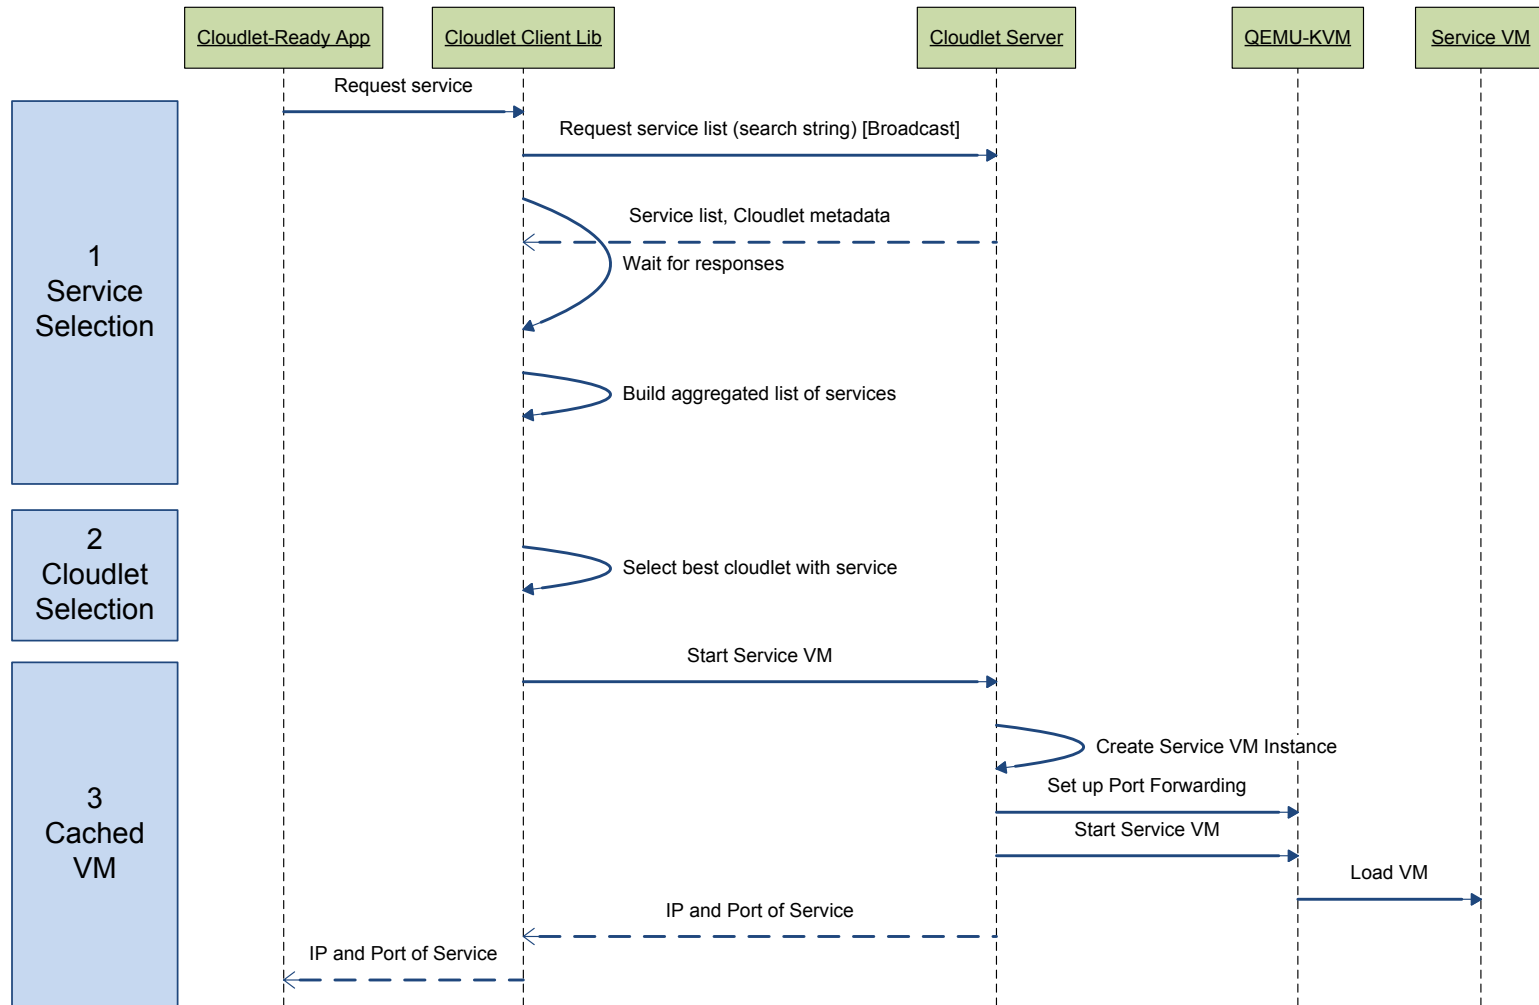 Cloudlet-Ready App
Cloudlet Client Lib
Cloudlet Server
QEMU-KVM
Service VM
Request service
Request service list (search string) [Broadcast]
1
Service
Selection
Service list, Cloudlet metadata
Wait for responses
Build aggregated list of services
2
Cloudlet
Selection
Select best cloudlet with service
Start Service VM
3
Cached
VM
Create Service VM Instance
Set up Port Forwarding
Start Service VM
Load VM
IP and Port of Service
IP and Port of Service